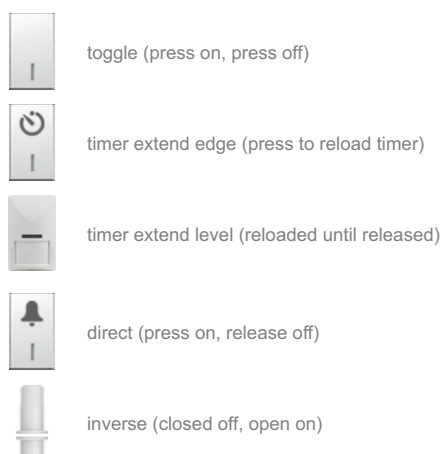 toggle (press on, press off)
timer extend edge (press to reload timer)
timer extend level (reloaded until released)
direct (press on, release off)
inverse (closed off, open on)